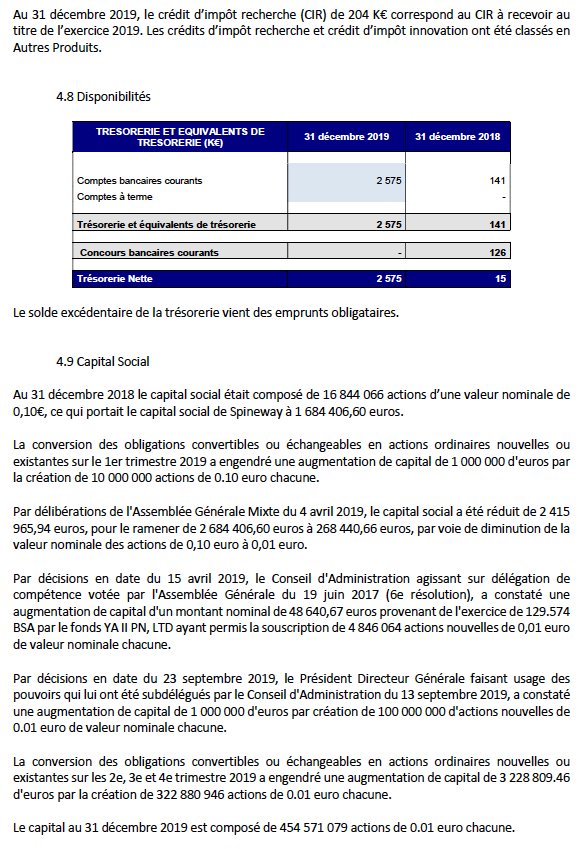 Au 31 décembre 2019, le crédit d’impôt recherche (CIR) de 204 K€ correspond au CIR à recevoir au
titre de l’exercice 2019. Les crédits d’impôt recherche et crédit d’impôt innovation ont été classés en
Autres Produits.
4.8 Disponibilités
TRESORERIE ET EQUIVALENTS DE TRESORERIE (K€) 31 décembre 2019 31 décembre 2018
Comptes bancaires courants 2 575 141
Comptes à terme -
Trésorerie et équivalents de trésorerie 2 575 141
Concours bancaires courants - 126
Trésorerie Nette 2 575 15
Le solde excédentaire de la trésorerie vient des emprunts obligataires.
4.9 Capital Social
Au 31 décembre 2018 le capital social était composé de 16 844 066 actions d’une valeur nominale de
0,10€, ce qui portait le capital social de Spineway à 1 684 406,60 euros.
La conversion des obligations convertibles ou échangeables en actions ordinaires nouvelles ou
existantes sur le 1er trimestre 2019 a engendré une augmentation de capital de 1 000 000 d'euros par
la création de 10 000 000 actions de 0.10 euro chacune.
Par délibérations de l'Assemblée Générale Mixte du 4 avril 2019, le capital social a été réduit de 2 415
965,94 euros, pour le ramener de 2 684 406,60 euros à 268 440,66 euros, par voie de diminution de la
valeur nominale des actions de 0,10 euro à 0,01 euro.
Par décisions en date du 15 avril 2019, le Conseil d'Administration agissant sur délégation de
compétence votée par l'Assemblée Générale du 19 juin 2017 (6e résolution), a constaté une
augmentation de capital d'un montant nominal de 48 640,67 euros provenant de l'exercice de 129.574
BSA par le fonds YA II PN, LTD ayant permis la souscription de 4 846 064 actions nouvelles de 0,01 euro
de valeur nominale chacune.
Par décisions en date du 23 septembre 2019, le Président Directeur Générale faisant usage des
pouvoirs qui lui ont été subdélégués par le Conseil d'Administration du 13 septembre 2019, a constaté
une augmentation de capital de 1 000 000 d'euros par création de 100 000 000 d'actions nouvelles de
0.01 euro de valeur nominale chacune.
La conversion des obligations convertibles ou échangeables en actions ordinaires nouvelles ou
existantes sur les 2e, 3e et 4e trimestre 2019 a engendré une augmentation de capital de 3 228 809.46
d'euros par la création de 322 880 946 actions de 0.01 euro chacune.
Le capital au 31 décembre 2019 est composé de 454 571 079 actions de 0.01 euro chacune.